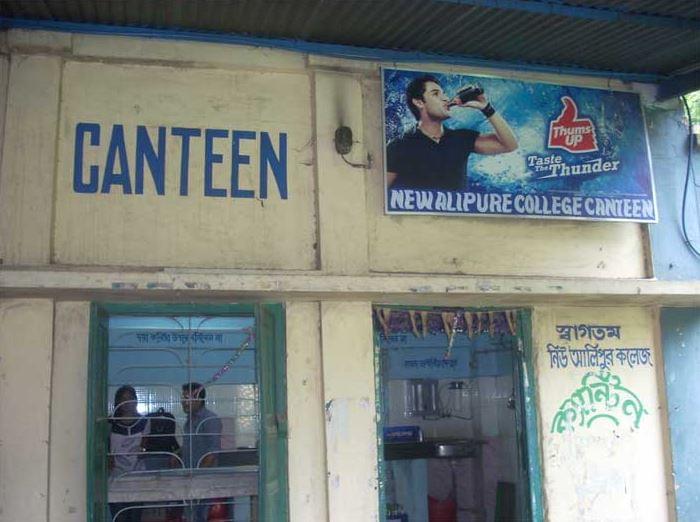 CANTEEN
Thums
UP
Taste
The Thunder
NEW ALIPURE COLLEGE CANTEEN
স্বাগতম
নিউ আলিপুর কলেজ
ক্যান্টিন